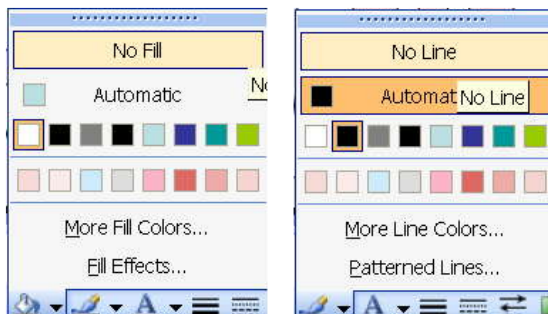 No Fill
Automatic
More Fill Colors...
Fill Effects...
A
No Line
Automat
No Line
More Line Colors...
Patterned Lines...
A